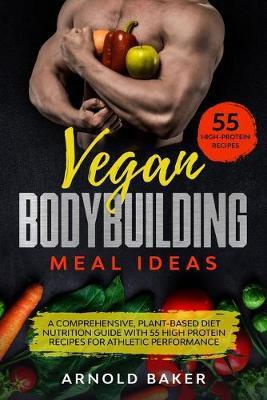 55
HIGH-PROTEIN
RECIPES
Vegan
BODYBUILDING
MEAL IDEAS
A COMPREHENSIVE, PLANT-BASED DIET
NUTRITION GUIDE WITH 55 HIGH PROTEIN
RECIPES FOR ATHLETIC PERFORMANCE
ARNOLD BAKER